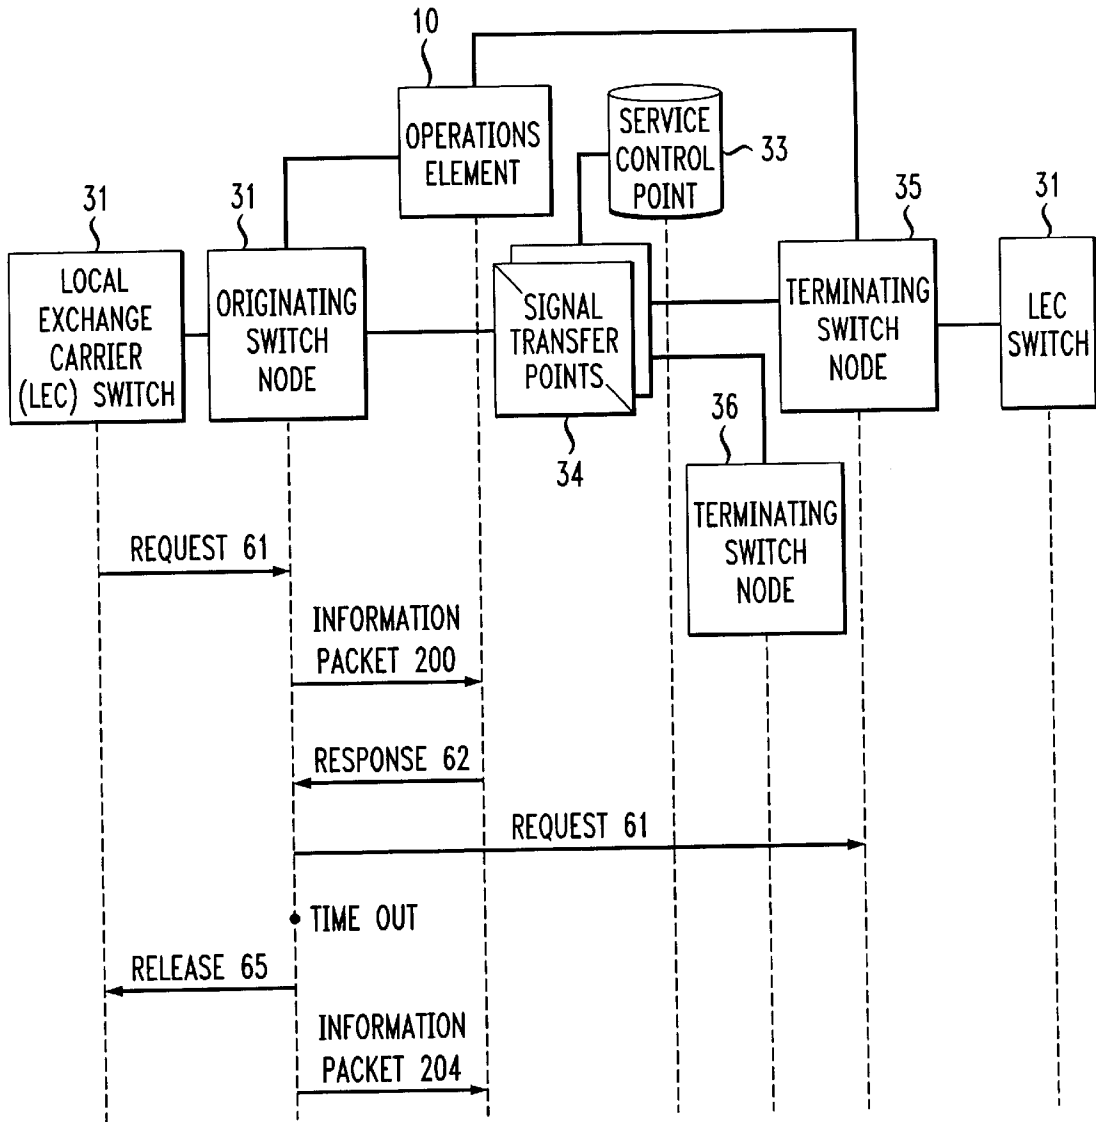 10
OPERATIONS
ELEMENT
SERVICE
CONTROL
POINT
33
31
LOCAL
EXCHANGE
CARRIER
(LEC) SWITCH
31
ORIGINATING
SWITCH
NODE
SIGNAL
TRANSFER
POINTS
34
35
TERMINATING
SWITCH
NODE
31
LEC
SWITCH
36
TERMINATING
SWITCH
NODE
REQUEST 61
INFORMATION
PACKET 200
RESPONSE 62
REQUEST 61
TIME OUT
RELEASE 65
INFORMATION
PACKET 204